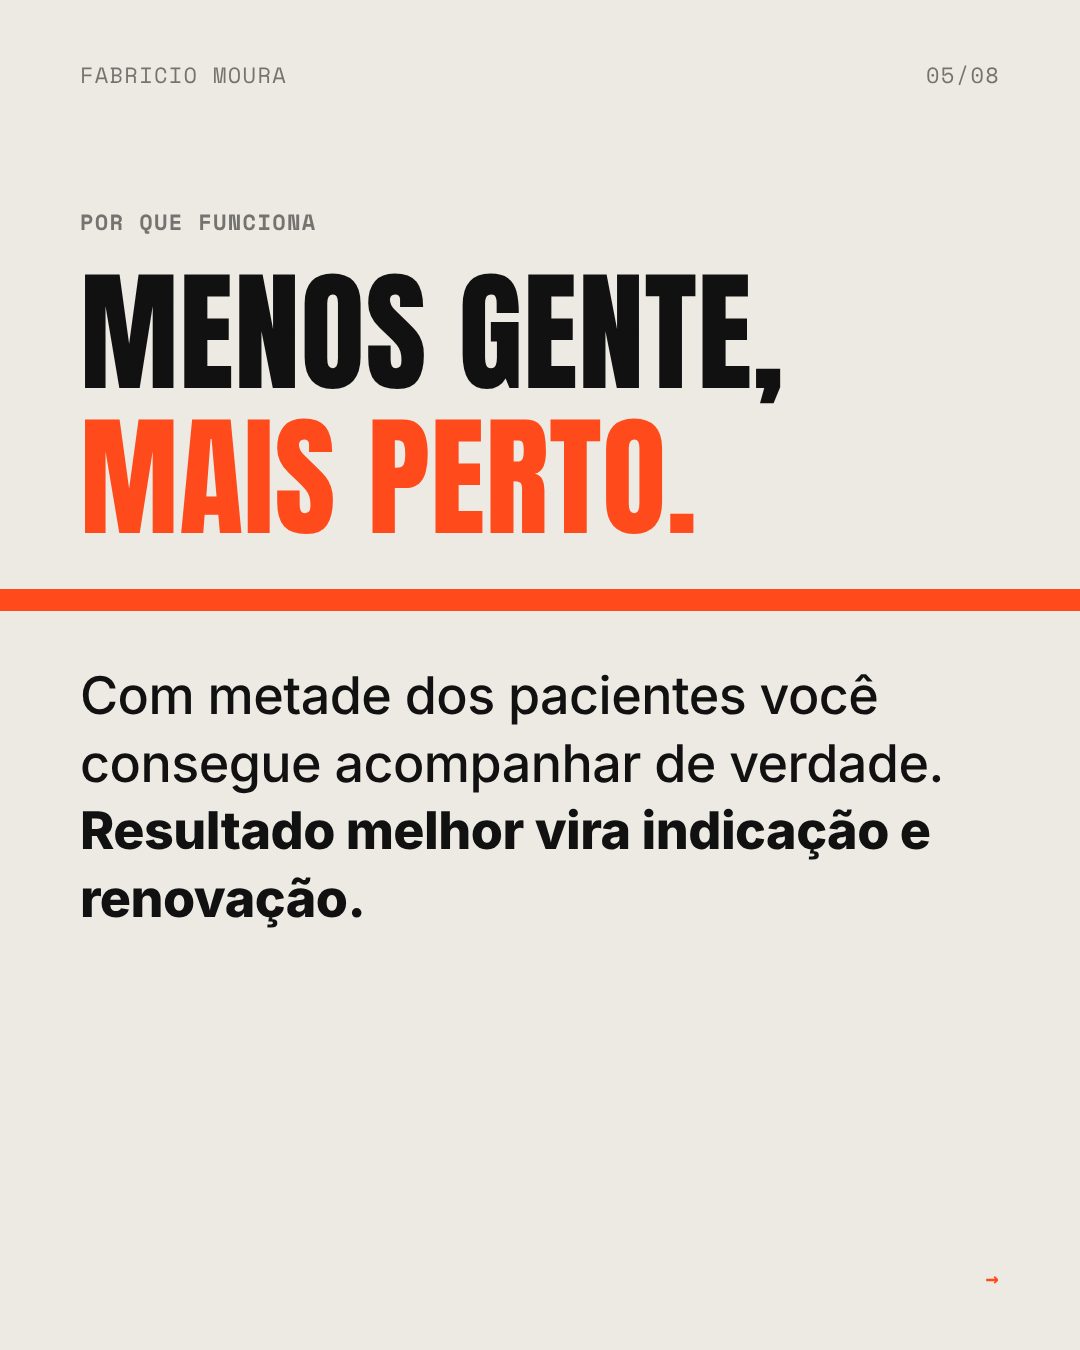 FABRICIO MOURA
05/08
POR QUE FUNCIONA
MENOS GENTE,
MAIS PERTO.
Com metade dos pacientes você
consegue acompanhar de verdade.
Resultado melhor vira indicação e
renovação.
→